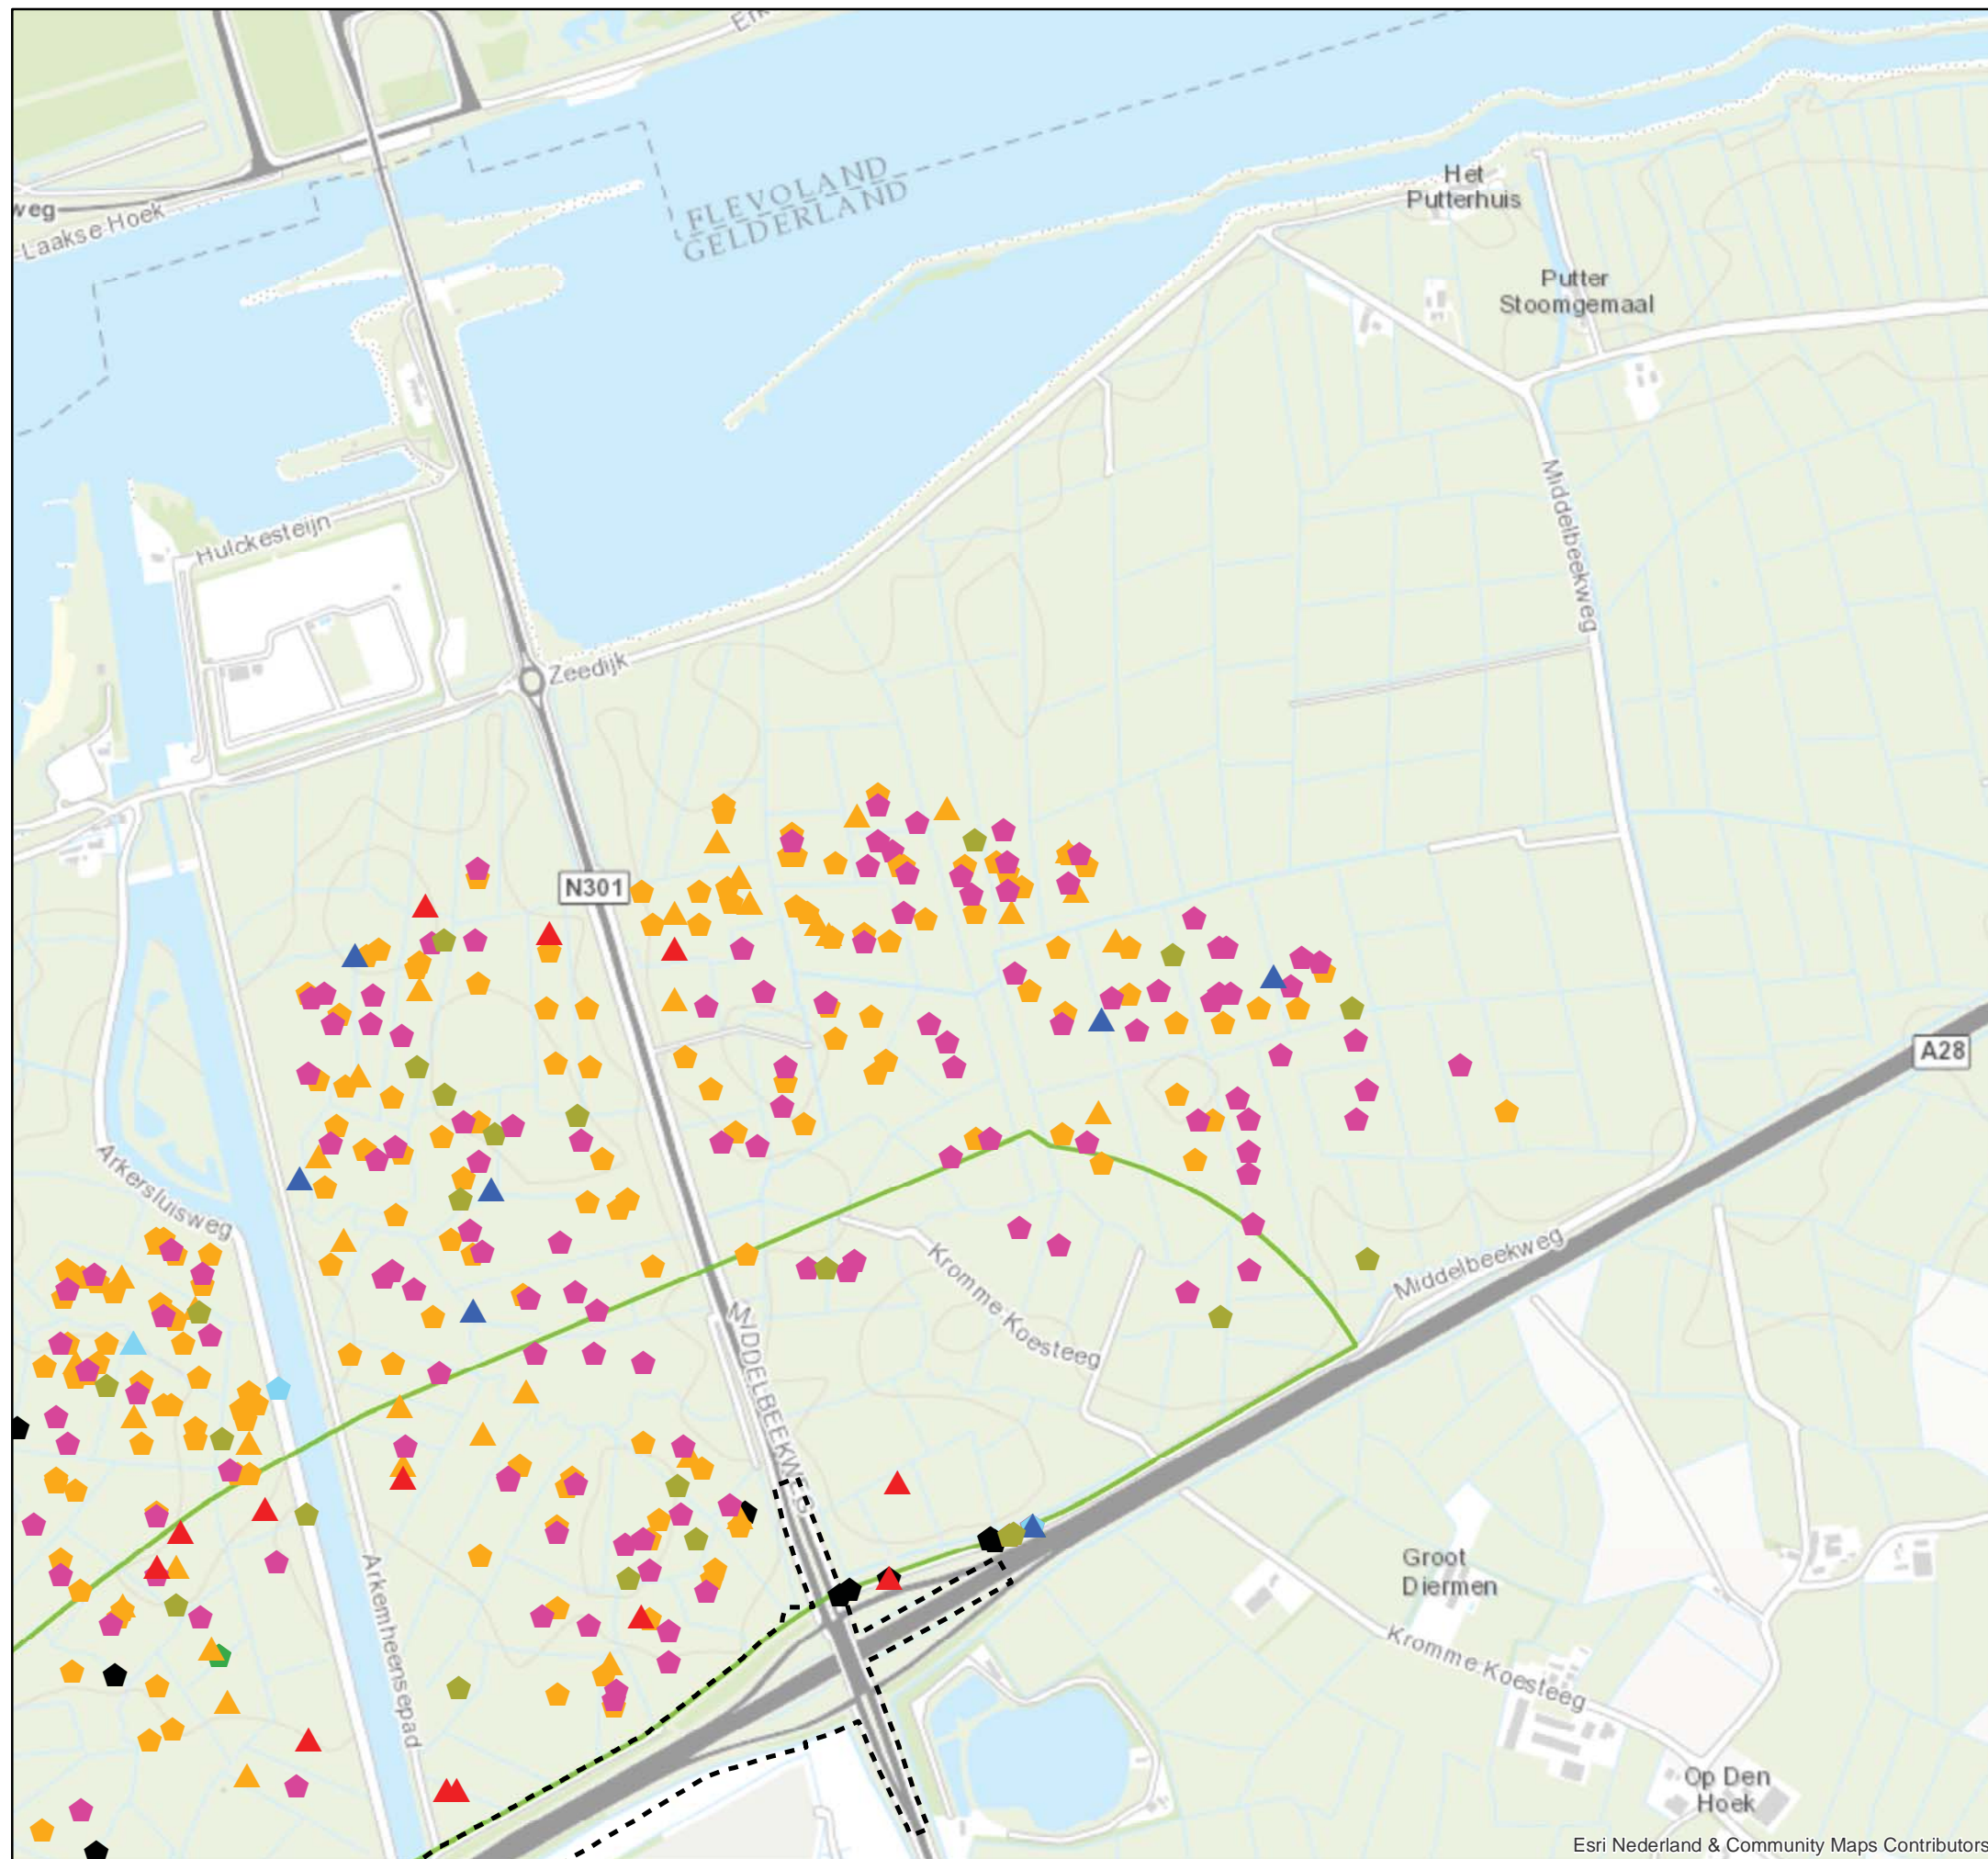 Erk
weg
Laakse Hoek
FLEVOLAND
GELDERLAND
Het
Putterhuis
Putter
Stoomgemaal
Middelbeekweg
Hulckesteijn
Zeedijk
N301
A28
Arkersluisweg
Middelbeekweg
Kromme Koesteeg
MIDDELBEEKWEG
Arkemheensepad
Groot
Diermen
Kromme Koesteeg
Op Den
Hoek
Esri Nederland & Community Maps Contributors